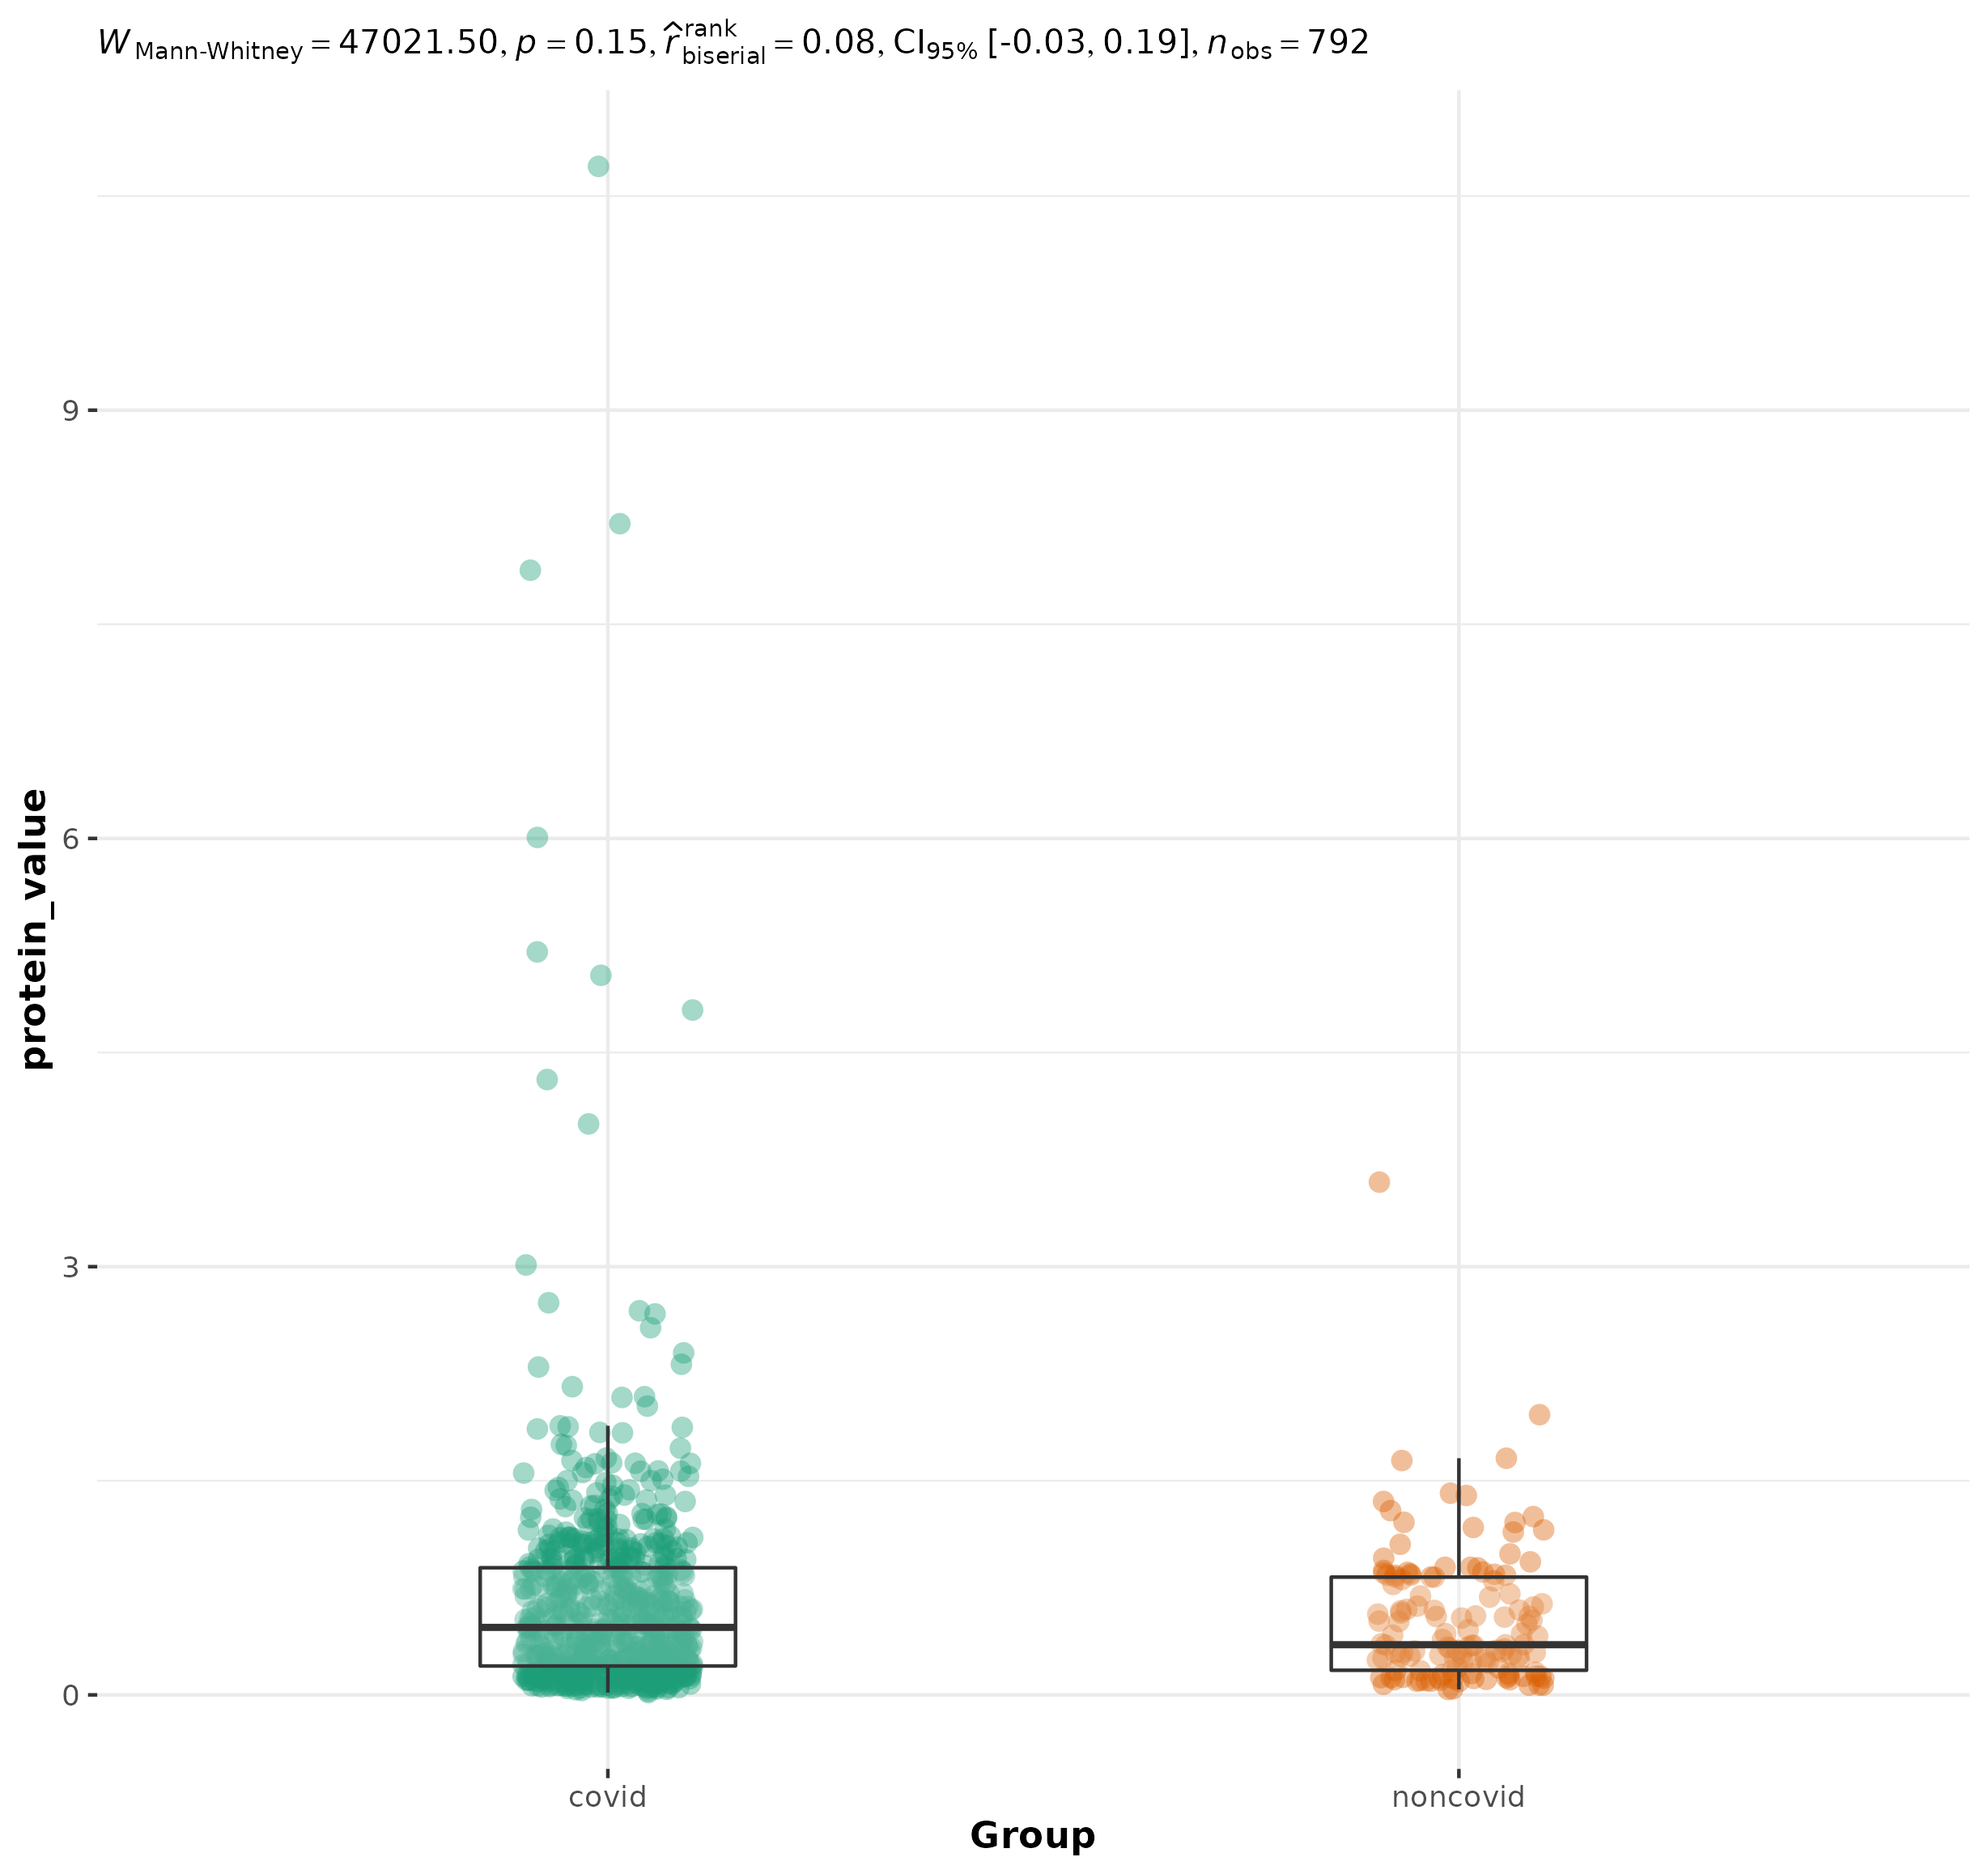 W Mann-Whitney = 47021.50, p = 0.15, r̂ rank biserial = 0.08, CI95% [-0.03, 0.19], n obs = 792
9
6
3
0
protein_value
covid noncovid
Group